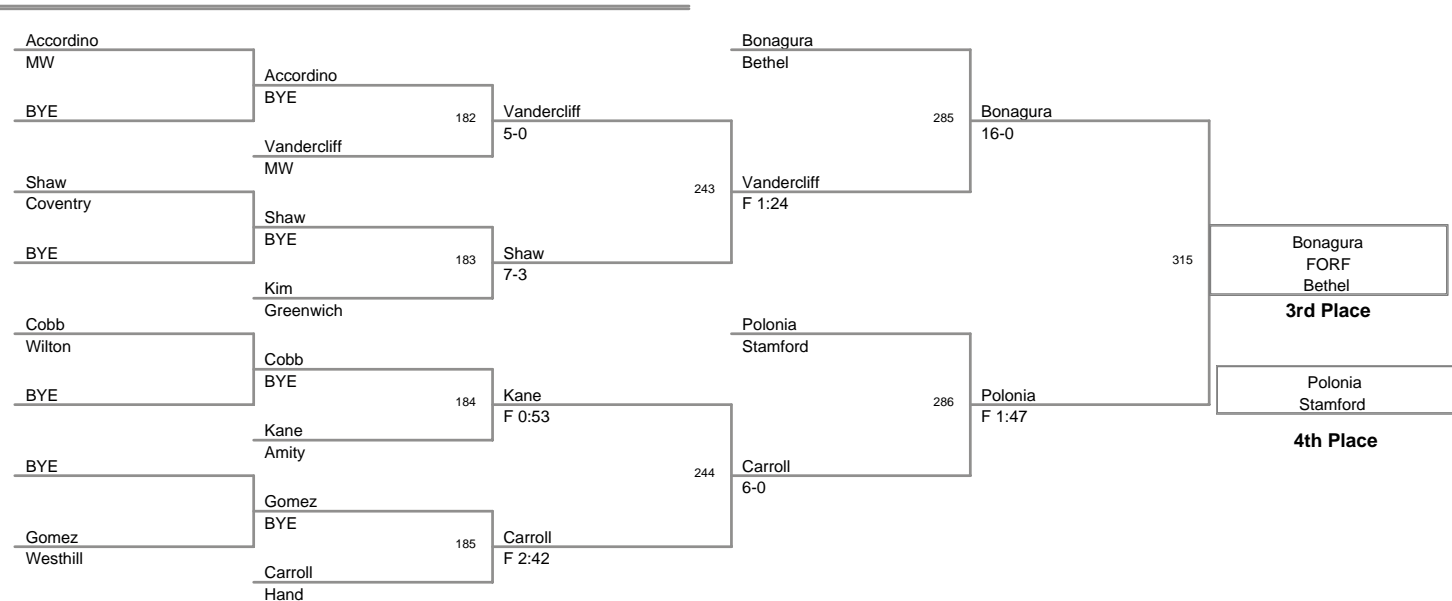 Accordino
MW
BYE
Shaw
Coventry
BYE
Cobb
Wilton
BYE
BYE
Gomez
Westhill
Accordino
BYE
182
Vandercliff
MW
Shaw
BYE
183
Kim
Greenwich
Cobb
BYE
184
Kane
Amity
Gomez
BYE
185
Carroll
Hand
Vandercliff
5-0
243
Shaw
7-3
Kane
F 0:53
244
Carroll
F 2:42
Bonagura
Bethel
285
Vandercliff
F 1:24
Polonia
Stamford
286
Carroll
6-0
Bonagura
16-0
315
Polonia
F 1:47
Bonagura
FORF
Bethel
3rd Place
Polonia
Stamford
4th Place